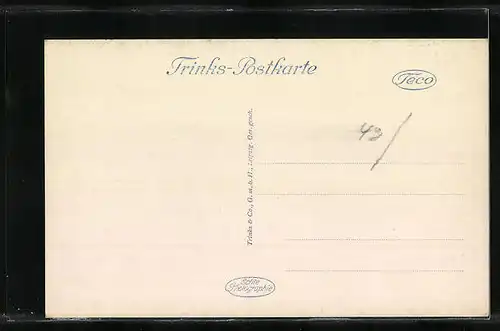 Trinks-Postkarte
Teco
42/
Trinks & Co., G. m. b. H., Leipzig. Ges. gesch.
Echte
Photographie